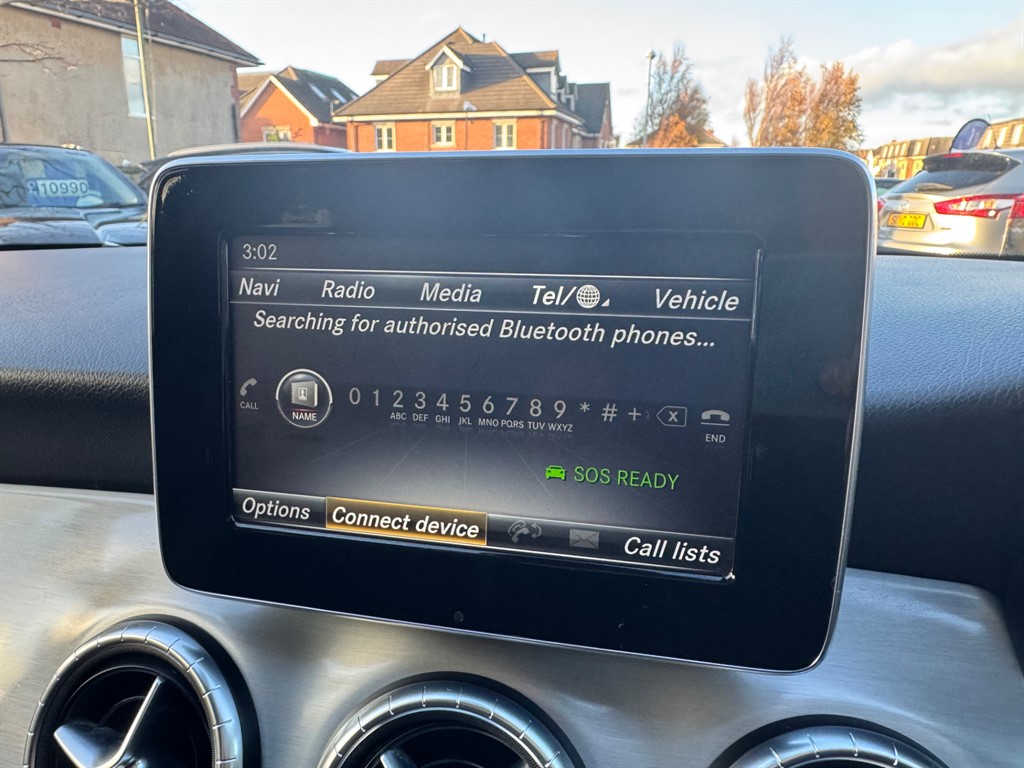 10990
3:02
Navi Radio Media Tel/ Vehicle
Searching for authorised Bluetooth phones...
CALL NAME 0 1 2 3 4 5 6 7 8 9 * # + X END
ABC DEF GHI JKL MNO PQRS TUV WXYZ
SOS READY
Options Connect device Call lists